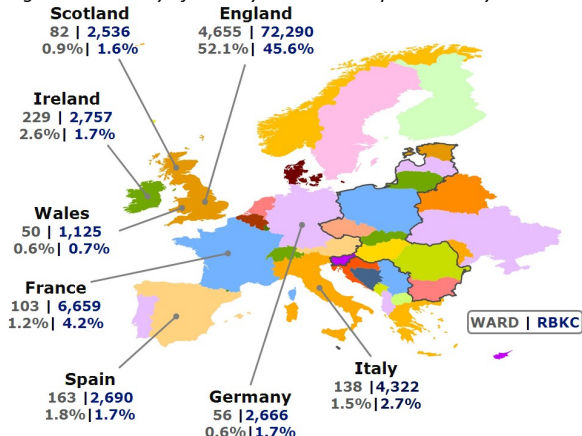 Scotland
82 | 2,536
0.9%| 1.6%
England
4,655 | 72,290
52.1%| 45.6%
Ireland
229 | 2,757
2.6%| 1.7%
Wales
50 | 1,125
0.6%| 0.7%
France
103 | 6,659
1.2%| 4.2%
WARD | RBKC
Spain
163 |2,690
1.8%|1.7%
Germany
56 | 2,666
0.6%|1.7%
Italy
138 |4,322
1.5%|2.7%